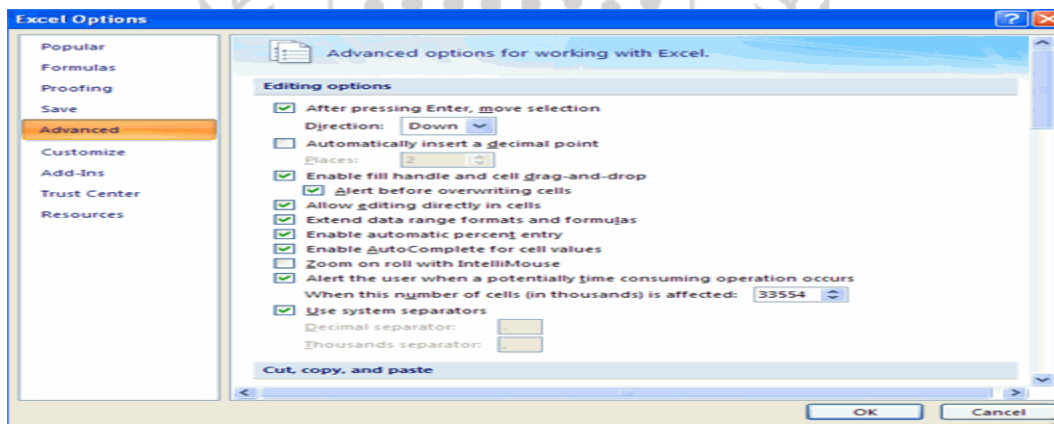 Excel Options
Popular
Formulas
Proofing
Save
Advanced
Customize
Add-Ins
Trust Center
Resources
Advanced options for working with Excel.
Editing options
After pressing Enter, move selection
Direction: Down
Automatically insert a decimal point
Places: 2
Enable fill handle and cell drag-and-drop
Alert before overwriting cells
Allow editing directly in cells
Extend data range formats and formulas
Enable automatic percent entry
Enable AutoComplete for cell values
Zoom on roll with IntelliMouse
Alert the user when a potentially time consuming operation occurs
When this number of cells (in thousands) is affected: 33554
Use system separators
Decimal separator:
Thousands separator:
Cut, copy, and paste
OK Cancel